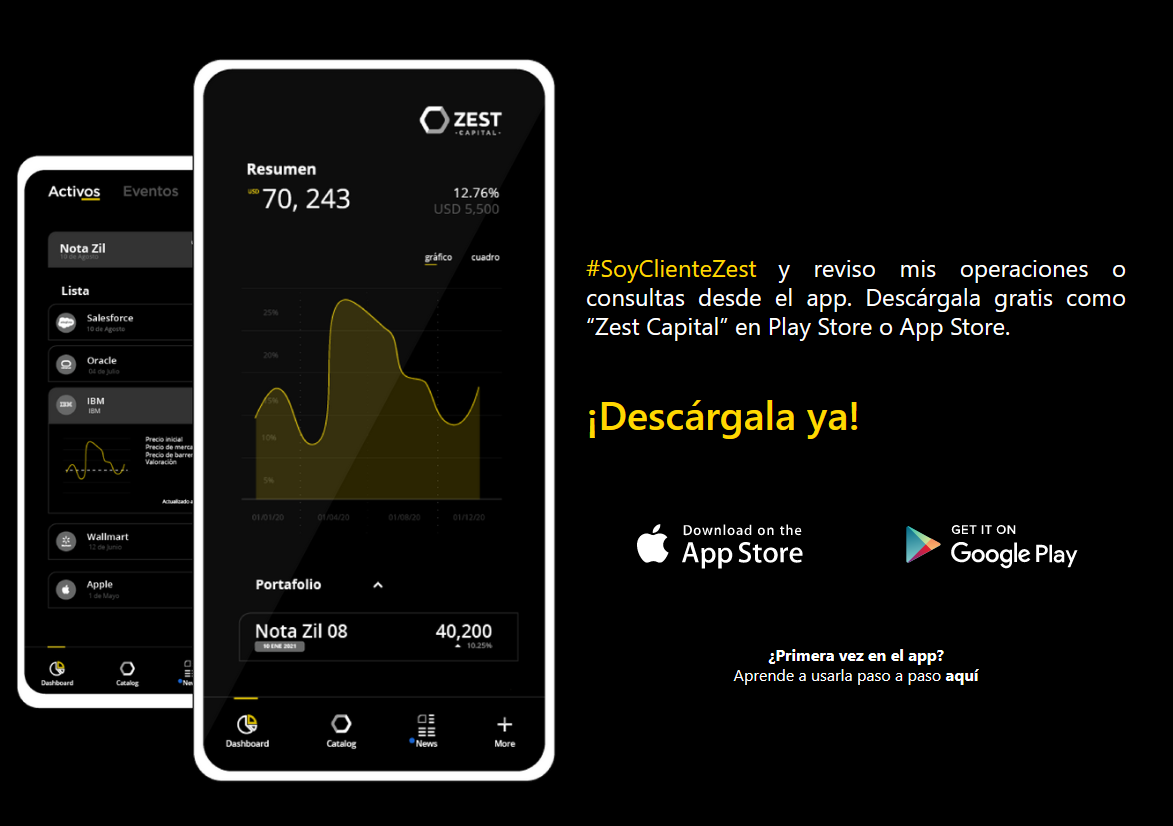 Activos Eventos
Nota Zil
10 de Agosto
Lista
Salesforce
10 de Agosto
Oracle
04 de Julio
IBM
IBM
IBM
Precio inicial
Precio de merca
Precio de barrer
Valoración
Actualizado a
Wallmart
12 de Junio
Apple
1 de Mayo
Dashboard Catalog New
ZEST
-CAPITAL-
Resumen
USD 70, 243
12.76%
USD 5,500
gráfico cuadro
25%
20%
15%
10%
5%
01/01/20 01/04/20 01/08/20 01/12/20
Portafolio
Nota Zil 08 40,200
10 ENE 2021 10.25%
Dashboard Catalog News More
#SoyClienteZest y reviso mis operaciones o
consultas desde el app. Descárgala gratis como
“Zest Capital” en Play Store o App Store.
¡Descárgala ya!
Download on the
App Store
GET IT ON
Google Play
¿Primera vez en el app?
Aprende a usarla paso a paso aquí